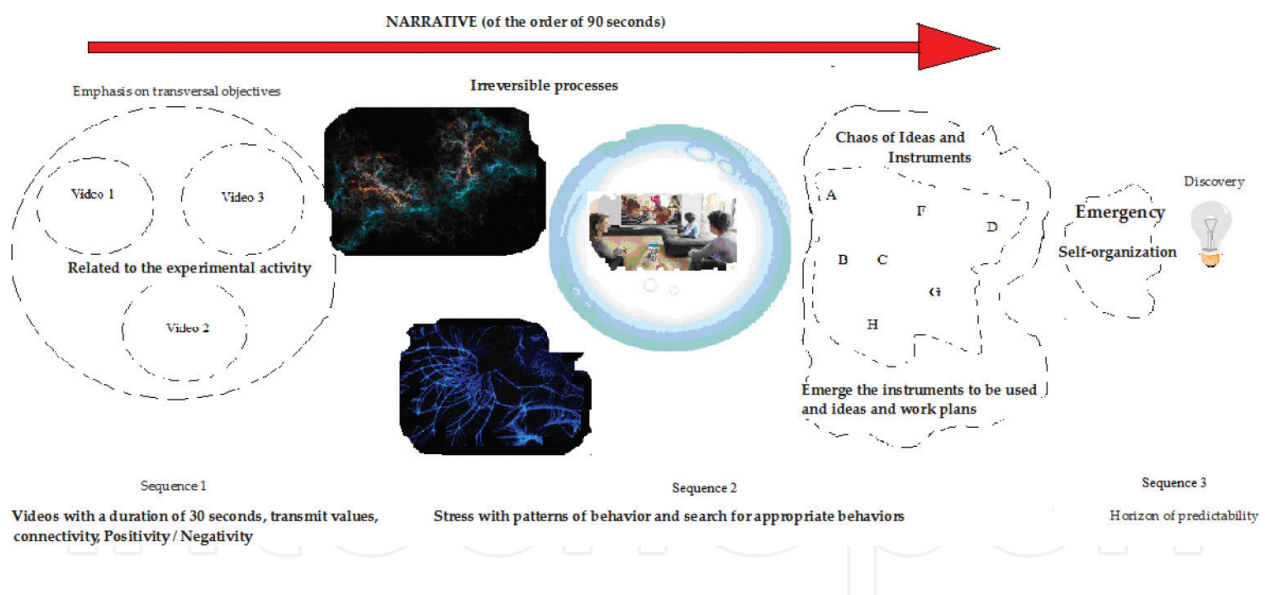 NARRATIVE (of the order of 90 seconds)
Emphasis on transversal objectives
Irreversible processes
Video 1
Video 3
Related to the experimental activity
Video 2
Chaos of Ideas and
Instruments
A
F
D
B
C
G
H
Emerge the instruments to be used
and ideas and work plans
Emergency
Self-organization
Discovery
Sequence 1
Videos with a duration of 30 seconds, transmit values,
connectivity, Positivity / Negativity
Sequence 2
Stress with patterns of behavior and search for appropriate behaviors
Sequence 3
Horizon of predictability